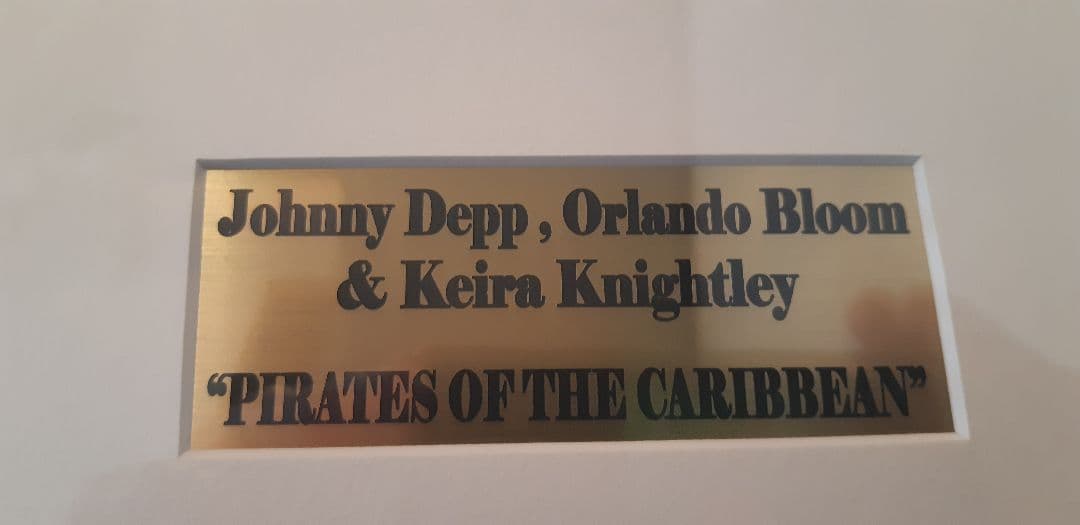 Johnny Depp, Orlando Bloom
& Keira Knightley
“PIRATES OF THE CARIBBEAN”